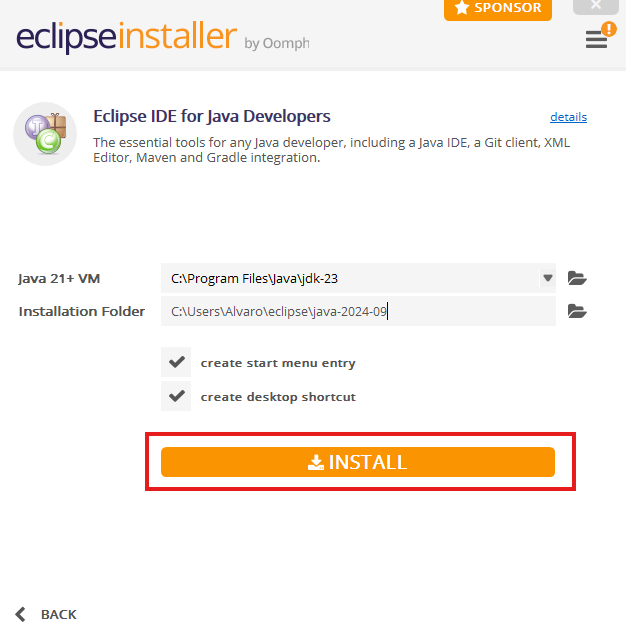 SPONSOR
eclipseinstaller by Oomph
Eclipse IDE for Java Developers
details
The essential tools for any Java developer, including a Java IDE, a Git client, XML
Editor, Maven and Gradle integration.
Java 21+ VM
C:\Program Files\Java\jdk-23
Installation Folder
C:\Users\Alvaro\eclipse\java-2024-09
create start menu entry
create desktop shortcut
INSTALL
BACK